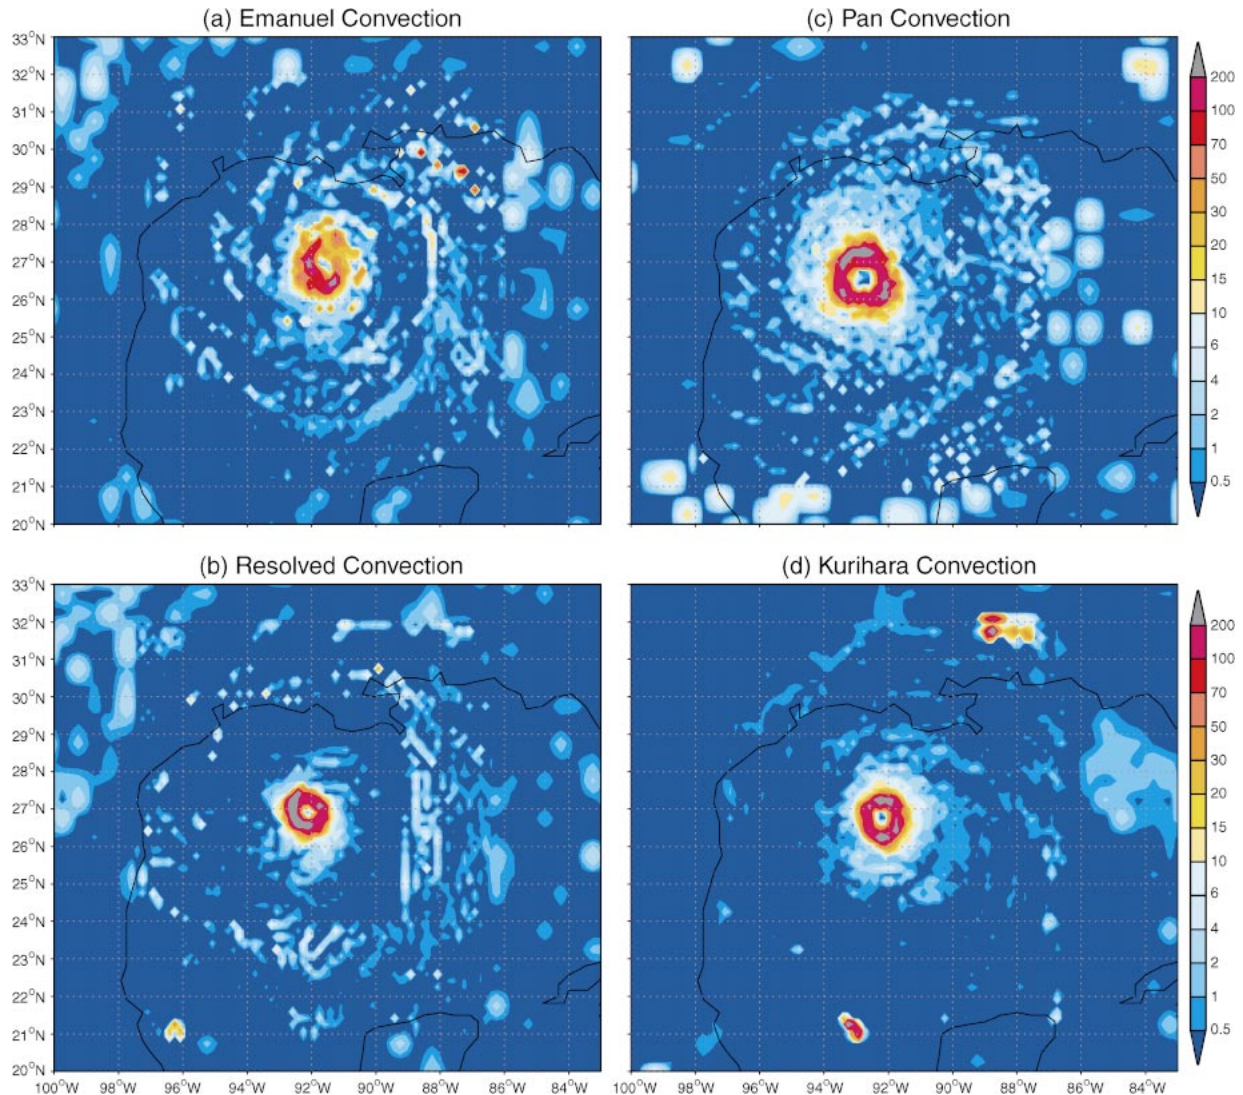 (a) Emanuel Convection
(c) Pan Convection
33°N
32°N
31°N
30°N
29°N
28°N
27°N
26°N
25°N
24°N
23°N
22°N
21°N
20°N
200
100
70
50
30
20
15
10
6
4
2
1
0.5
(b) Resolved Convection
(d) Kurihara Convection
33°N
32°N
31°N
30°N
29°N
28°N
27°N
26°N
25°N
24°N
23°N
22°N
21°N
20°N
200
100
70
50
30
20
15
10
6
4
2
1
0.5
100°W 98°W 96°W 94°W 92°W 90°W 88°W 86°W 84°W
100°W 98°W 96°W 94°W 92°W 90°W 88°W 86°W 84°W